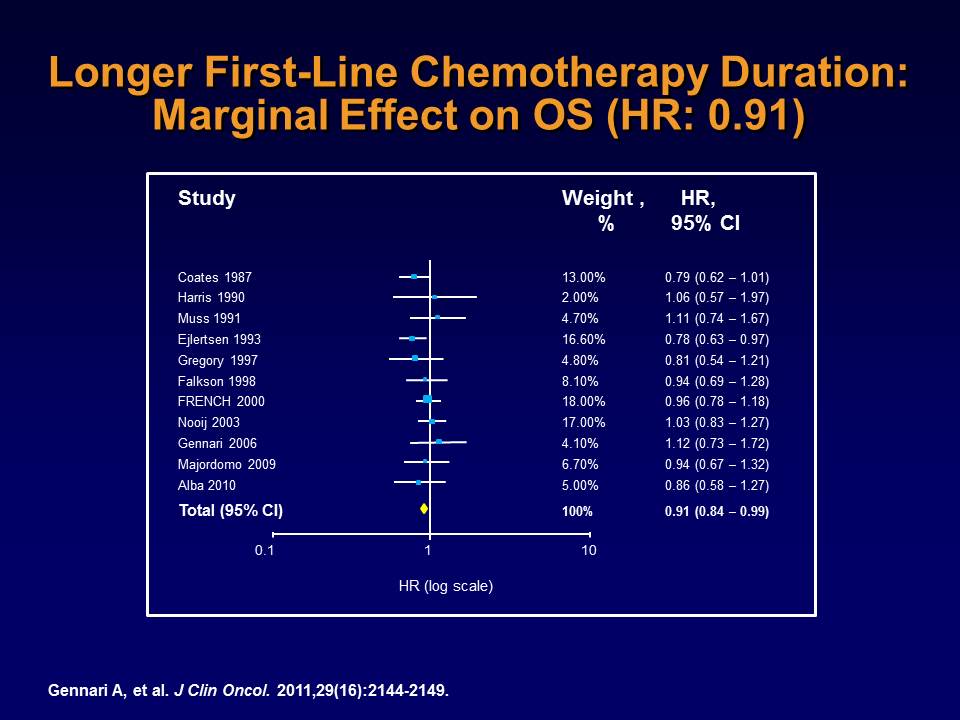 Longer First-Line Chemotherapy Duration:
Marginal Effect on OS (HR: 0.91)
Study Weight , HR,
% 95% CI
Coates 1987 13.00% 0.79 (0.62 – 1.01)
Harris 1990 2.00% 1.06 (0.57 – 1.97)
Muss 1991 4.70% 1.11 (0.74 – 1.67)
Ejlertsen 1993 16.60% 0.78 (0.63 – 0.97)
Gregory 1997 4.80% 0.81 (0.54 – 1.21)
Falkson 1998 8.10% 0.94 (0.69 – 1.28)
FRENCH 2000 18.00% 0.96 (0.78 – 1.18)
Nooij 2003 17.00% 1.03 (0.83 – 1.27)
Gennari 2006 4.10% 1.12 (0.73 – 1.72)
Majordomo 2009 6.70% 0.94 (0.67 – 1.32)
Alba 2010 5.00% 0.86 (0.58 – 1.27)
Total (95% CI) 100% 0.91 (0.84 – 0.99)
0.1 1 10
HR (log scale)
Gennari A, et al. J Clin Oncol. 2011,29(16):2144-2149.